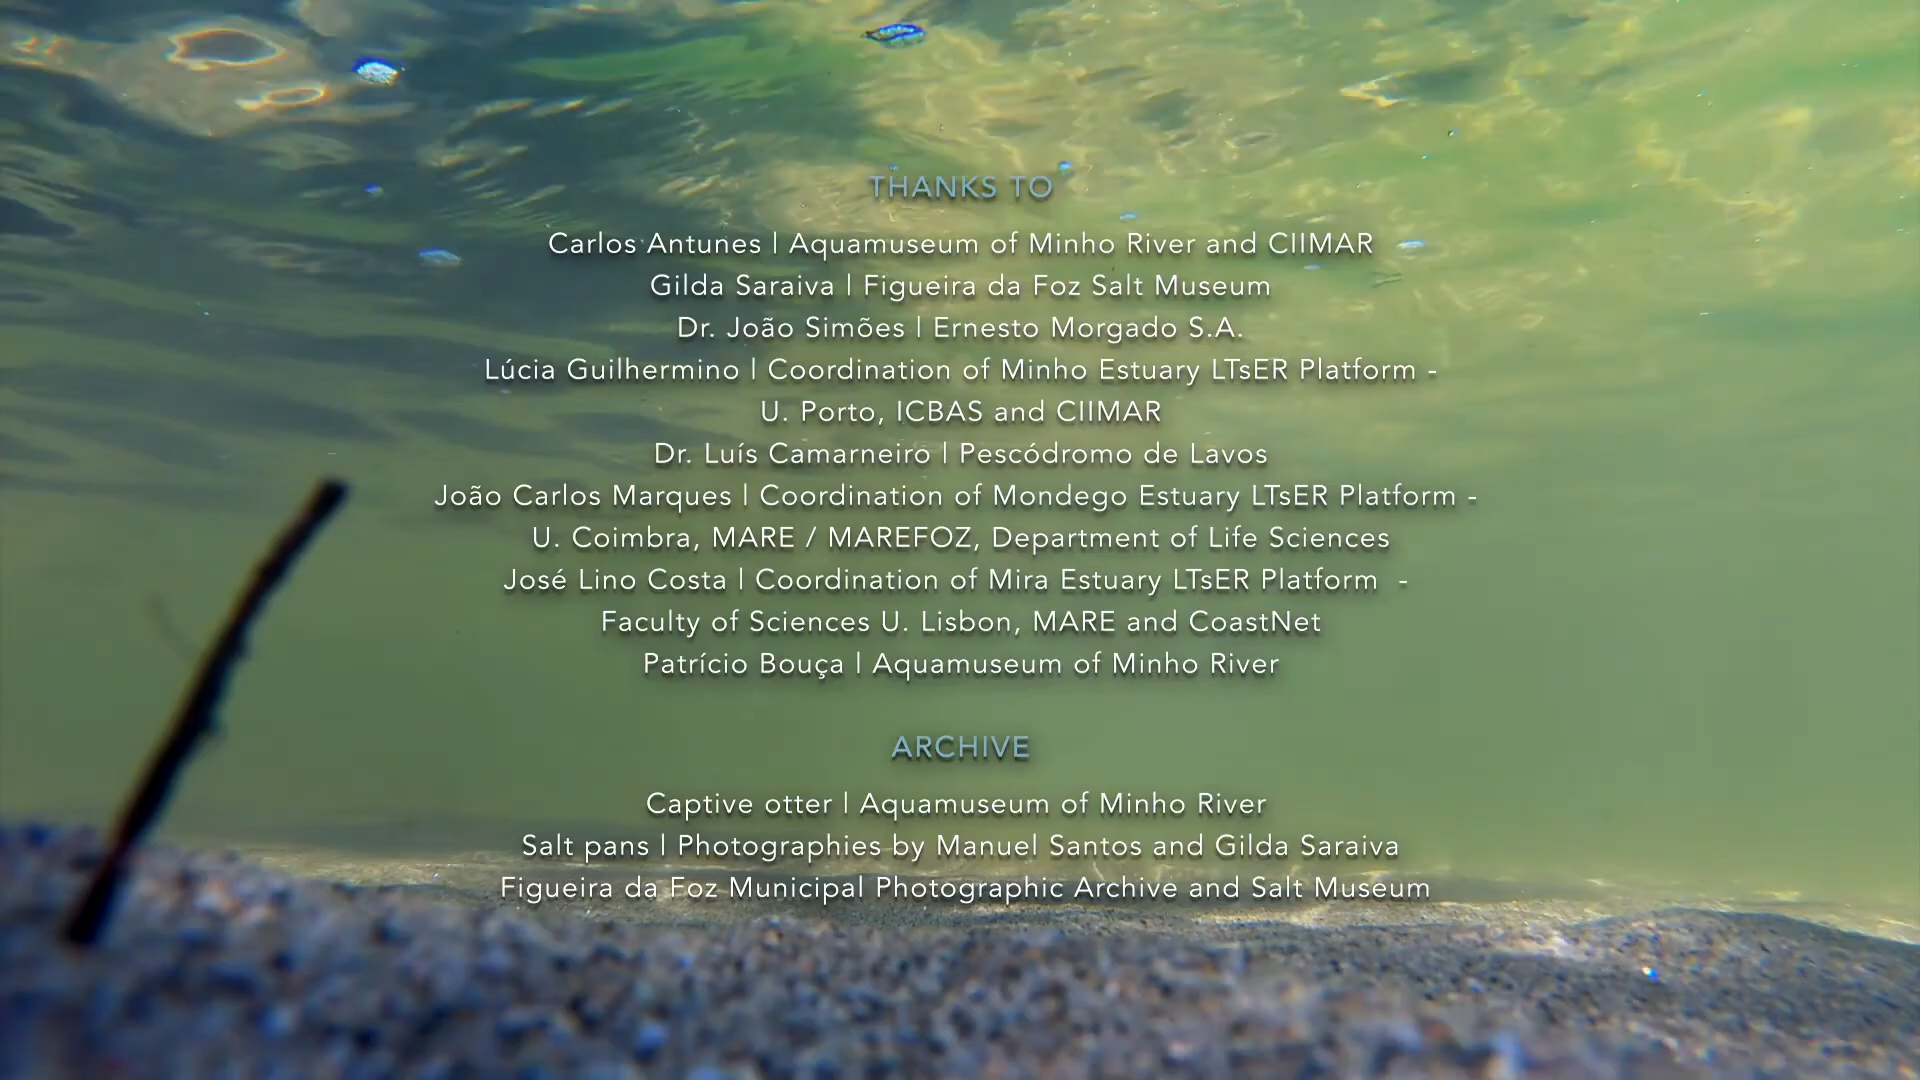 THANKS TO
Carlos Antunes | Aquamuseum of Minho River and CIIMAR
Gilda Saraiva | Figueira da Foz Salt Museum
Dr. João Simões | Ernesto Morgado S.A.
Lúcia Guilhermino | Coordination of Minho Estuary LTsER Platform -
U. Porto, ICBAS and CIIMAR
Dr. Luís Camarneiro | Pescódromo de Lavos
João Carlos Marques | Coordination of Mondego Estuary LTsER Platform -
U. Coimbra, MARE / MAREFOZ, Department of Life Sciences
José Lino Costa | Coordination of Mira Estuary LTsER Platform -
Faculty of Sciences U. Lisbon, MARE and CoastNet
Patrício Bouça | Aquamuseum of Minho River
ARCHIVE
Captive otter | Aquamuseum of Minho River
Salt pans | Photographies by Manuel Santos and Gilda Saraiva
Figueira da Foz Municipal Photographic Archive and Salt Museum